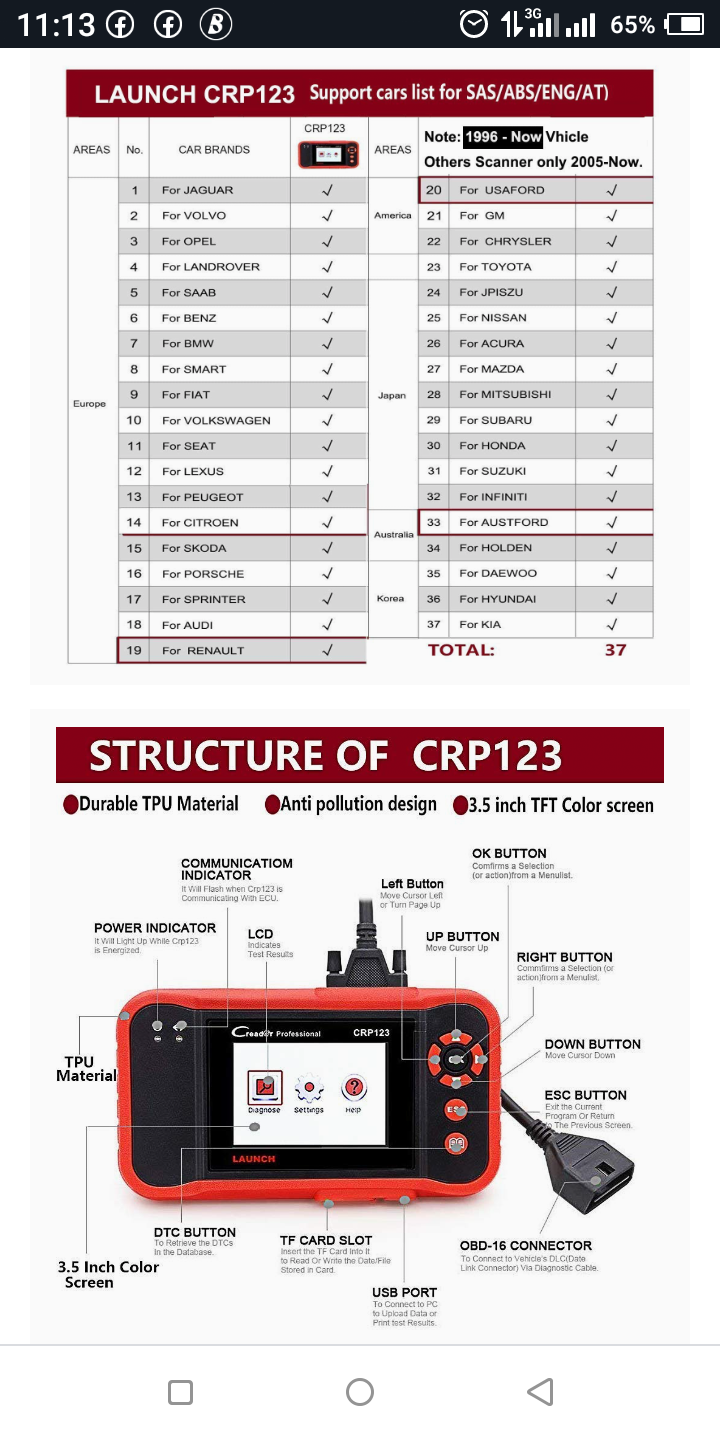 11:13
3G
65%
LAUNCH CRP123 Support cars list for SAS/ABS/ENG/AT)
AREAS No. CAR BRANDS CRP123 AREAS
Note: 1996 - Now Vhicle
Others Scanner only 2005-Now.
Europe
1 For JAGUAR √
2 For VOLVO √
3 For OPEL √
4 For LANDROVER √
5 For SAAB √
6 For BENZ √
7 For BMW √
8 For SMART √
9 For FIAT √
10 For VOLKSWAGEN √
11 For SEAT √
12 For LEXUS √
13 For PEUGEOT √
14 For CITROEN √
15 For SKODA √
16 For PORSCHE √
17 For SPRINTER √
18 For AUDI √
19 For RENAULT √
America
20 For USAFORD √
21 For GM √
22 For CHRYSLER √
23 For TOYOTA √
Japan
24 For JPISZU √
25 For NISSAN √
26 For ACURA √
27 For MAZDA √
28 For MITSUBISHI √
29 For SUBARU √
30 For HONDA √
31 For SUZUKI √
32 For INFINITI √
Australia
33 For AUSTFORD √
34 For HOLDEN √
Korea
35 For DAEWOO √
36 For HYUNDAI √
37 For KIA √
TOTAL: 37
STRUCTURE OF CRP123
Durable TPU Material Anti pollution design 3.5 inch TFT Color screen
OK BUTTON
Comfirms a Selection
(or action)from a Menulist.
COMMUNICATIOM
INDICATOR
It Will Flash when Crp123 is
Communicating With ECU.
Left Button
Move Cursor Left
or Turn Page Up
POWER INDICATOR
It Will Light Up While Crp123
is Energized.
LCD
Indicates
Test Results
UP BUTTON
Move Cursor Up
RIGHT BUTTON
Commfirms a Selection (or
action)from a Menulist.
Creader Professional CRP123
OK
DOWN BUTTON
Move Cursor Down
TPU
Material
Diagnose Settings Help
ESC BUTTON
Exit the Current
Program Or Return
To The Previous Screen.
ESC
LAUNCH
DTC BUTTON
To Retrieve the DTCs
In the Database.
TF CARD SLOT
Insert the TF Card Into It
to Read Or Write the Date/File
Stored in Card.
OBD-16 CONNECTOR
To Connect to Vehicle's DLC(Date
Link Connector) Via Diagnostic Cable.
3.5 Inch Color
Screen
USB PORT
To Connect to PC
to Upload Data or
Print test Results.